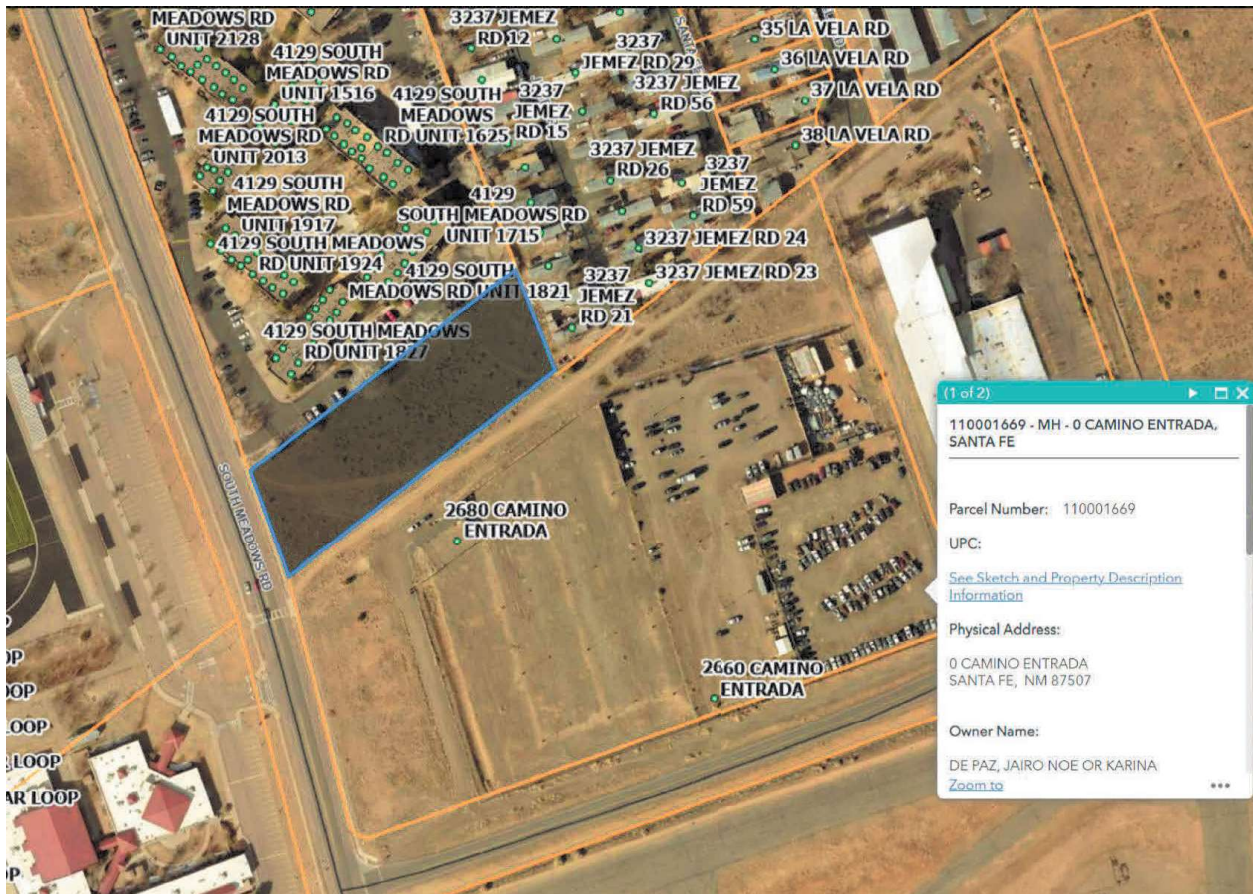 MEADOWS RD
UNIT 2128
4129 SOUTH
MEADOWS RD
UNIT 1516
4129 SOUTH
MEADOWS RD
UNIT 2013
4129 SOUTH
MEADOWS
RD UNIT 1625
4129 SOUTH
MEADOWS RD
UNIT 1917
4129 SOUTH MEADOWS
RD UNIT 1924
4129
SOUTH MEADOWS RD
UNIT 1715
4129 SOUTH
MEADOWS RD UNIT 1821
4129 SOUTH MEADOWS
RD UNIT 1827
3237 JEMEZ
RD 12
3237
JEMEZ RD 29
3237
JEMEZ
RD 15
3237 JEMEZ
RD 56
3237 JEMEZ
RD 26
3237
JEMEZ
RD 59
3237 JEMEZ RD 24
3237 JEMEZ RD 23
3237
JEMEZ
RD 21
35 LA VELA RD
36 LA VELA RD
37 LA VELA RD
38 LA VELA RD
SOUTH MEADOWS RD
2680 CAMINO
ENTRADA
2660 CAMINO
ENTRADA
LOOP
LOOP
AR LOOP
(1 of 2)
110001669 - MH - 0 CAMINO ENTRADA,
SANTA FE
Parcel Number: 110001669
UPC:
See Sketch and Property Description
Information
Physical Address:
0 CAMINO ENTRADA
SANTA FE, NM 87507
Owner Name:
DE PAZ, JAIRO NOE OR KARINA
Zoom to